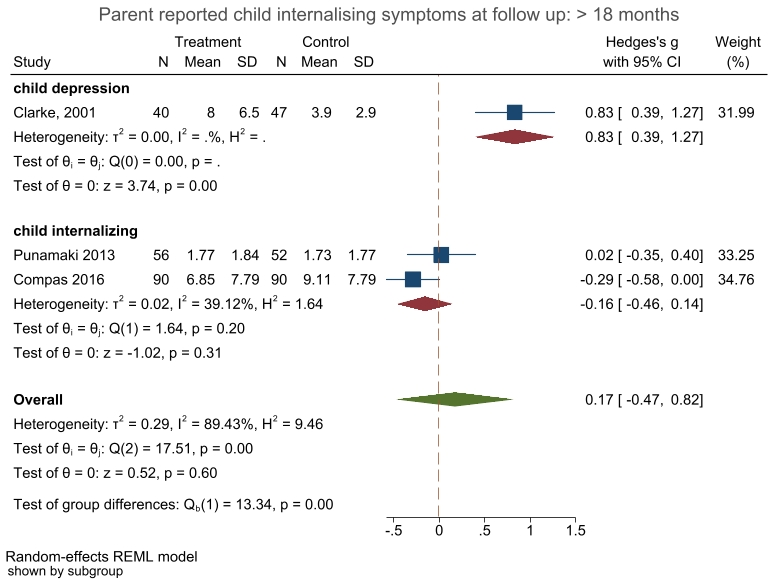 Parent reported child internalising symptoms at follow up: > 18 months
Treatment Control Hedges's g Weight
Study N Mean SD N Mean SD with 95% CI (%)
child depression
Clarke, 2001 40 8 6.5 47 3.9 2.9 0.83 [ 0.39, 1.27] 31.99
Heterogeneity: τ² = 0.00, I² = .%, H² = . 0.83 [ 0.39, 1.27]
Test of θᵢ = θⱼ: Q(0) = 0.00, p = .
Test of θ = 0: z = 3.74, p = 0.00
child internalizing
Punamaki 2013 56 1.77 1.84 52 1.73 1.77 0.02 [ -0.35, 0.40] 33.25
Compas 2016 90 6.85 7.79 90 9.11 7.79 -0.29 [ -0.58, 0.00] 34.76
Heterogeneity: τ² = 0.02, I² = 39.12%, H² = 1.64 -0.16 [ -0.46, 0.14]
Test of θᵢ = θⱼ: Q(1) = 1.64, p = 0.20
Test of θ = 0: z = -1.02, p = 0.31
Overall 0.17 [ -0.47, 0.82]
Heterogeneity: τ² = 0.29, I² = 89.43%, H² = 9.46
Test of θᵢ = θⱼ: Q(2) = 17.51, p = 0.00
Test of θ = 0: z = 0.52, p = 0.60
Test of group differences: Q_b(1) = 13.34, p = 0.00
-.5 0 .5 1 1.5
Random-effects REML model
shown by subgroup